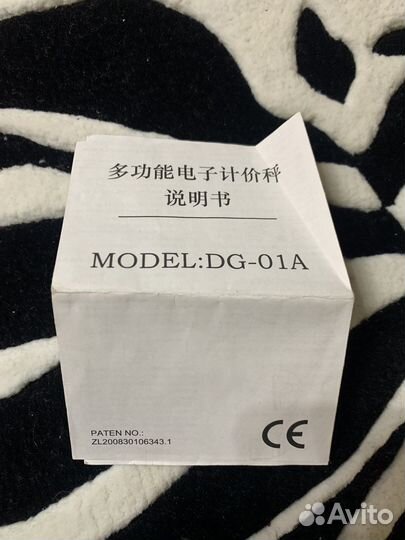 多功能电子计价秤
说明书
MODEL:DG-01A
PATEN NO.:
ZL200830106343.1
CE
Avito